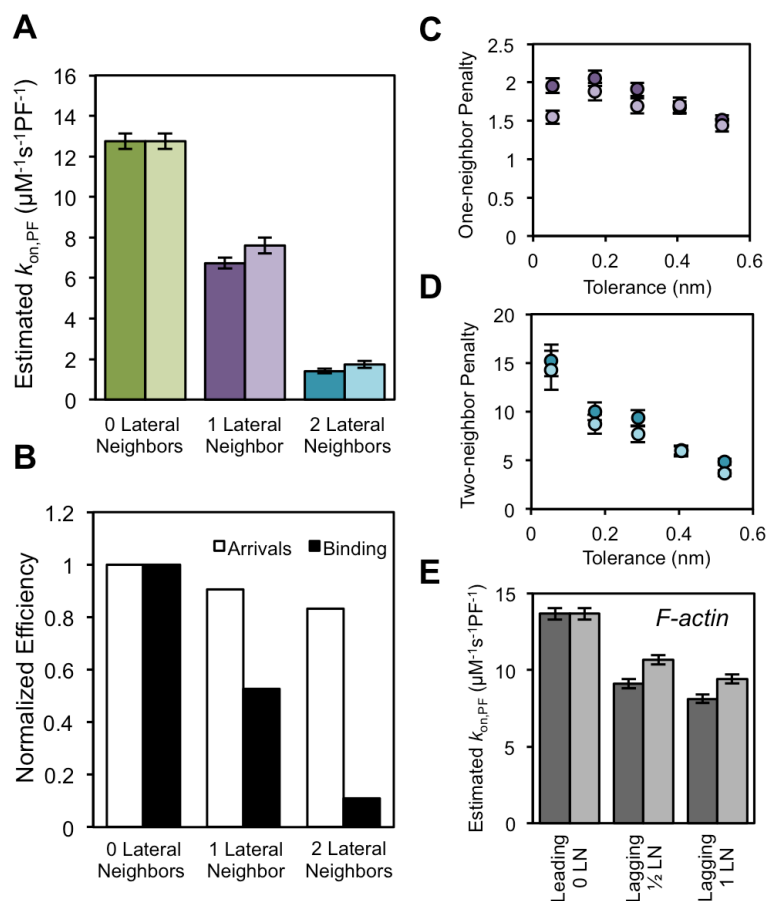 A
Estimated kon,PF (µM-1s-1PF-1)
16
14
12
10
8
6
4
2
0
0 Lateral Neighbors
1 Lateral Neighbor
2 Lateral Neighbors
B
Normalized Efficiency
1.2
1
0.8
0.6
0.4
0.2
0
Arrivals
Binding
0 Lateral Neighbors
1 Lateral Neighbor
2 Lateral Neighbors
C
One-neighbor Penalty
2.5
2
1.5
1
0.5
0
0
0.2
0.4
0.6
Tolerance (nm)
D
Two-neighbor Penalty
20
15
10
5
0
0
0.2
0.4
0.6
Tolerance (nm)
E
Estimated kon,PF (µM-1s-1PF-1)
15
10
5
0
F-actin
Leading 0 LN
Lagging ½ LN
Lagging 1 LN